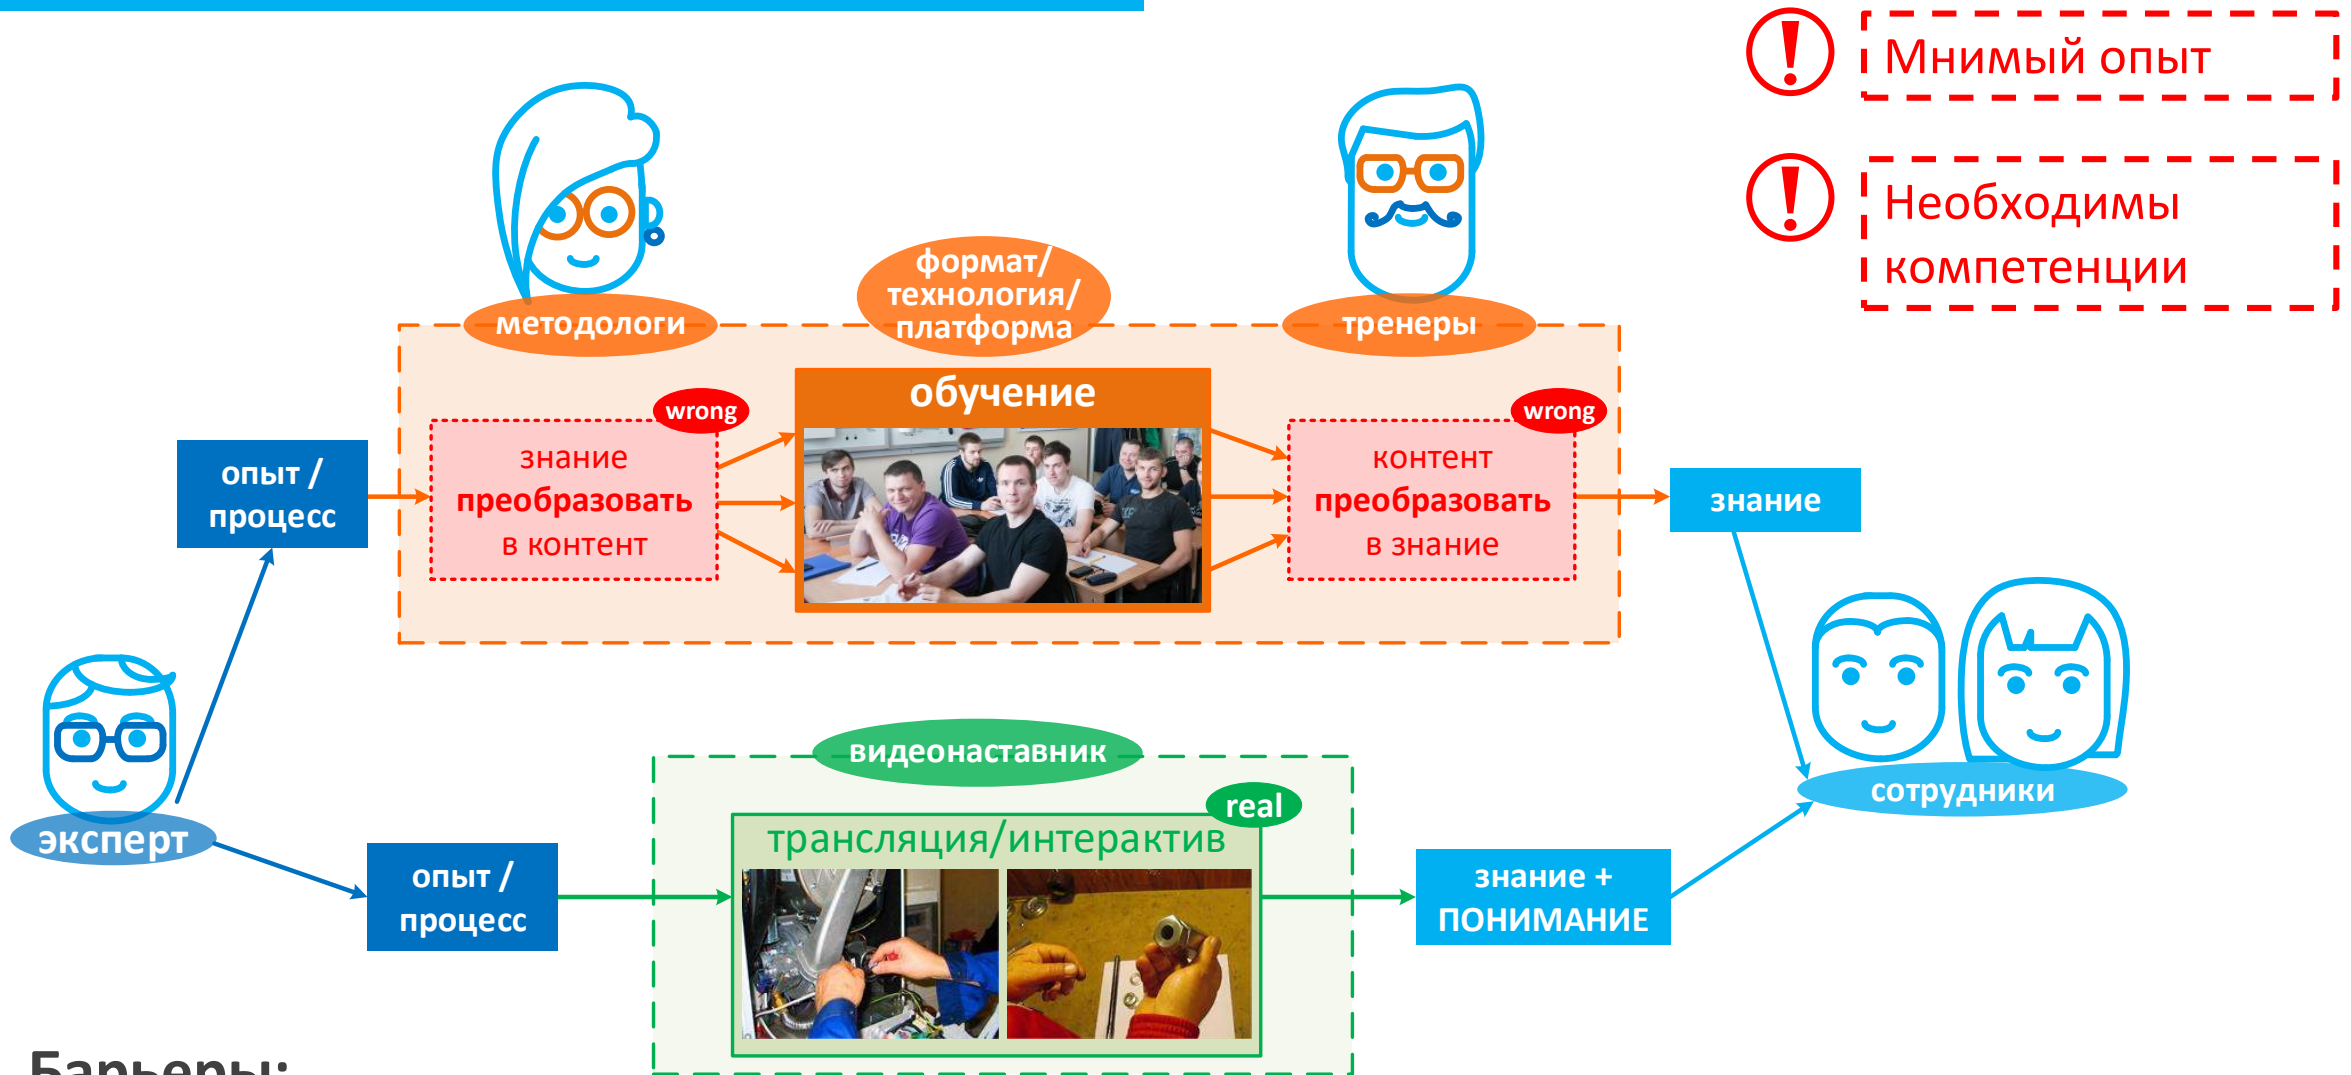 Мнимый опыт
Необходимы
компетенции
формат/
технология/
платформа
методологи
тренеры
обучение
wrong
wrong
знание
преобразовать
в контент
контент
преобразовать
в знание
опыт /
процесс
знание
эксперт
видеонаставник
real
трансляция/интерактив
сотрудники
опыт /
процесс
знание +
ПОНИМАНИЕ
Барьеры: